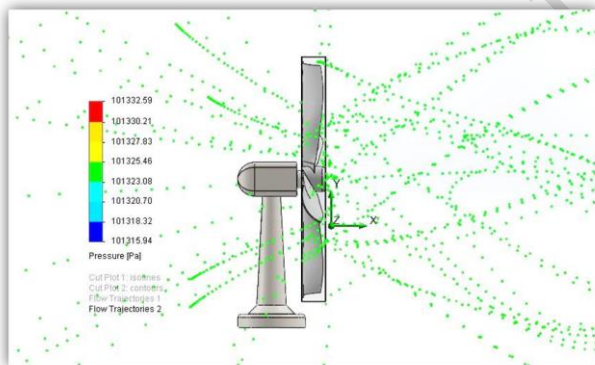 101332.59
101330.21
101327.83
101325.46
101323.08
101320.70
101318.32
101315.94
Pressure [Pa]
Cut Plot 1: isolines
Cut Plot 2: contours
Flow Trajectories 1
Flow Trajectories 2
Y
Z
X